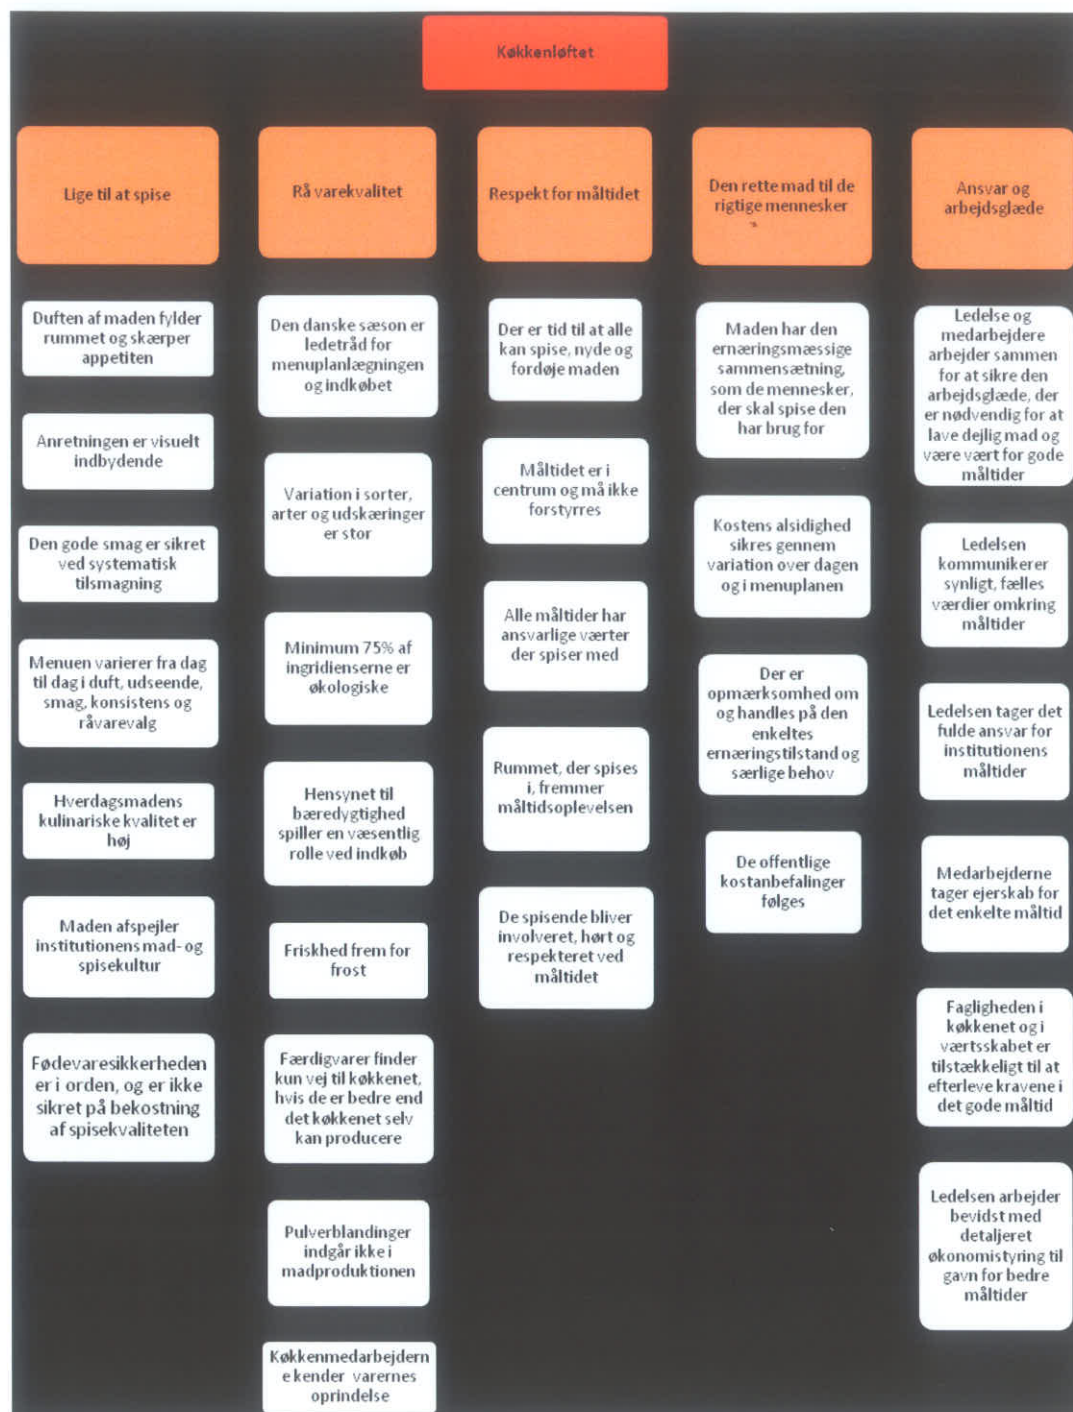 Køkkenløftet
Lige til at spise
Duften af maden fylder
rummet og skærper
appetiten
Anretningen er visuelt
indbydende
Den gode smag er sikret
ved systematisk
tilsmagning
Menuen varierer fra dag
til dag i duft, udseende,
smag, konsistens og
råvarevalg
Hverdagsmadens
kulinariske kvalitet er
høj
Maden afspejler
institutionens mad- og
spisekultur
Fødevaresikkerheden
er i orden, og er ikke
sikret på bekostning
af spisekvaliteten
Rå varekvalitet
Den danske sæson er
ledetråd for
menuplanlægningen
og indkøbet
Variation i sorter,
arter og udskæringer
er stor
Minimum 75% af
ingridienserne er
økologiske
Hensynet til
bæredygtighed
spiller en væsentlig
rolle ved indkøb
Friskhed frem for
frost
Færdigvarer finder
kun vej til køkkenet,
hvis de er bedre end
det køkkenet selv
kan producere
Pulverblandinger
indgår ikke i
madproduktionen
Køkkenmedarbejdern
e kender varernes
oprindelse
Respekt for måltidet
Der er tid til at alle
kan spise, nyde og
fordøje maden
Måltidet er i
centrum og må ikke
forstyrres
Alle måltider har
ansvarlige værter
der spiser med
Rummet, der spises
i, fremmer
måltidsoplevelsen
De spisende bliver
involveret, hørt og
respekteret ved
måltidet
Den rette mad til de
rigtige mennesker
Maden har den
ernæringsmæssige
sammensætning,
som de mennesker,
der skal spise den
har brug for
Kostens alsidighed
sikres gennem
variation over dagen
og i menuplanen
Der er
opmærksomhed om
og handles på den
enkeltes
ernæringstilstand og
særlige behov
De offentlige
kostanbefalinger
følges
Ansvar og
arbejdsglæde
Ledelse og
medarbejdere
arbejder sammen
for at sikre den
arbejdsglæde, der
er nødvendig for at
lave dejlig mad og
være vært for gode
måltider
Ledelsen
kommunikerer
synligt, fælles
værdier omkring
måltider
Ledelsen tager det
fulde ansvar for
institutionens
måltider
Medarbejderne
tager ejerskab for
det enkelte måltid
Fagligheden i
køkkenet og i
værtsskabet er
tilstækkeligt til at
efterleve kravene i
det gode måltid
Ledelsen arbejder
bevidst med
detaljeret
økonomistyring til
gavn for bedre
måltider